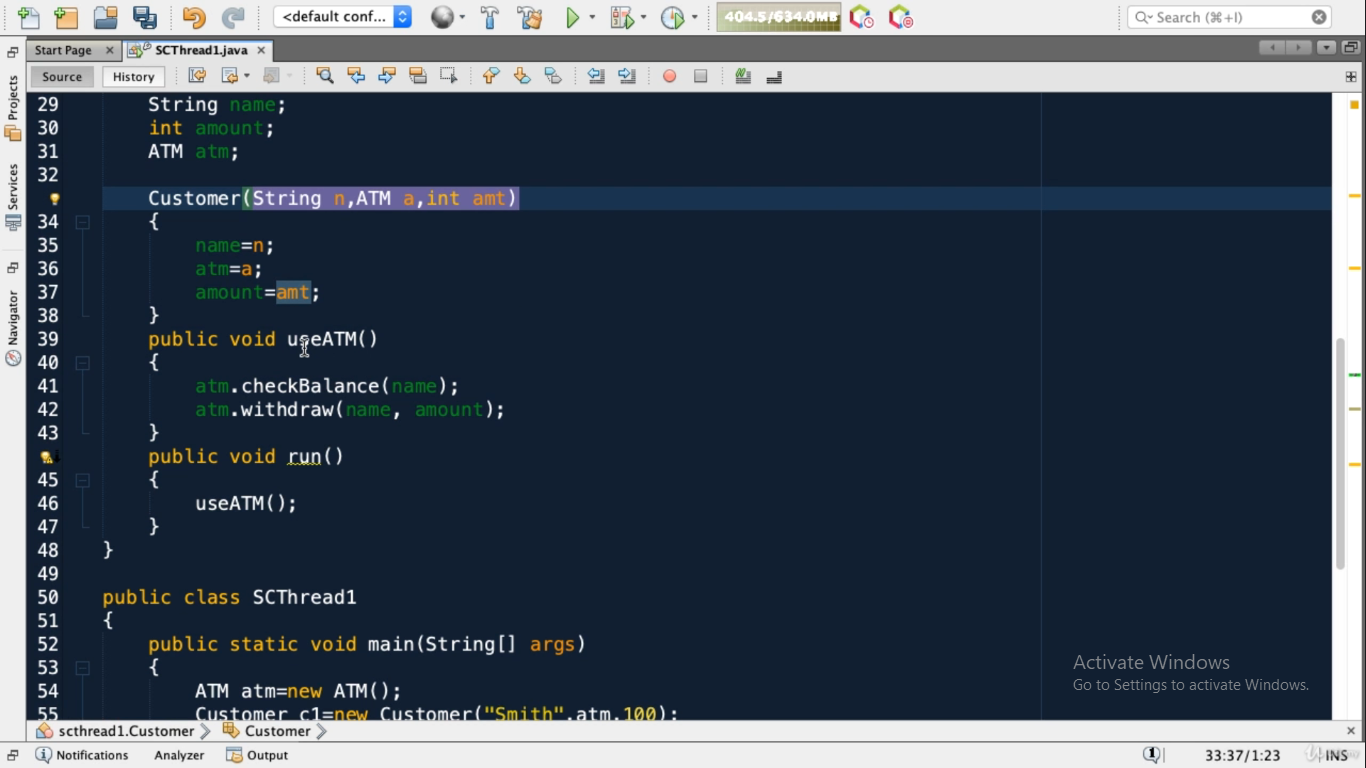 <default conf...
404.5/634.0MB
Search (⌘+I)
Start Page
SCThread1.java
Source
History
Projects
Services
Navigator
29 String name;
30 int amount;
31 ATM atm;
32
Customer(String n,ATM a,int amt)
34 {
35 name=n;
36 atm=a;
37 amount=amt;
38 }
39 public void useATM()
40 {
41 atm.checkBalance(name);
42 atm.withdraw(name, amount);
43 }
public void run()
45 {
46 useATM();
47 }
48 }
49
50 public class SCThread1
51 {
52 public static void main(String[] args)
53 {
54 ATM atm=new ATM();
55 Customer c1=new Customer("Smith",atm,100);
Activate Windows
Go to Settings to activate Windows.
scthread1.Customer
Customer
Notifications
Analyzer
Output
1
33:37/1:23
INS